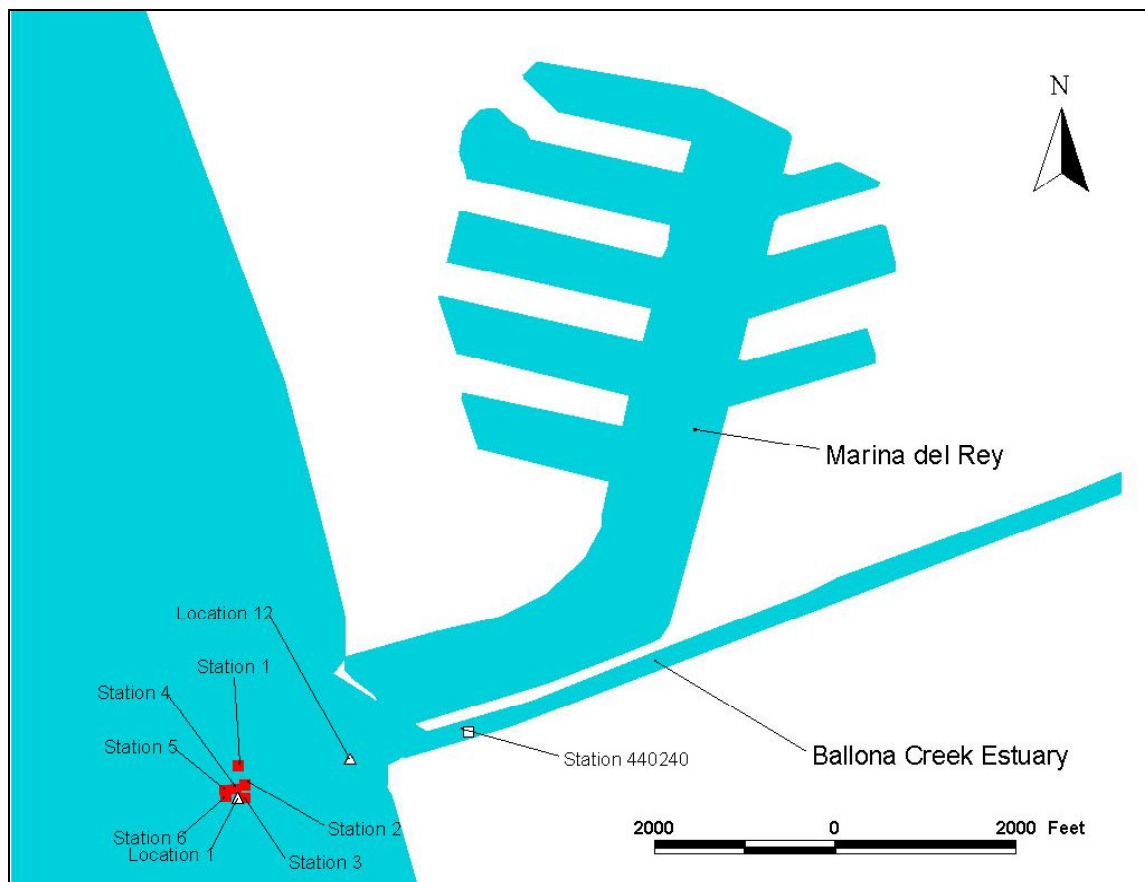 N
Marina del Rey
Location 12
Station 1
Station 4
Station 5
Station 440240
Ballona Creek Estuary
Station 6
Station 2
Location 1
Station 3
2000 0 2000 Feet